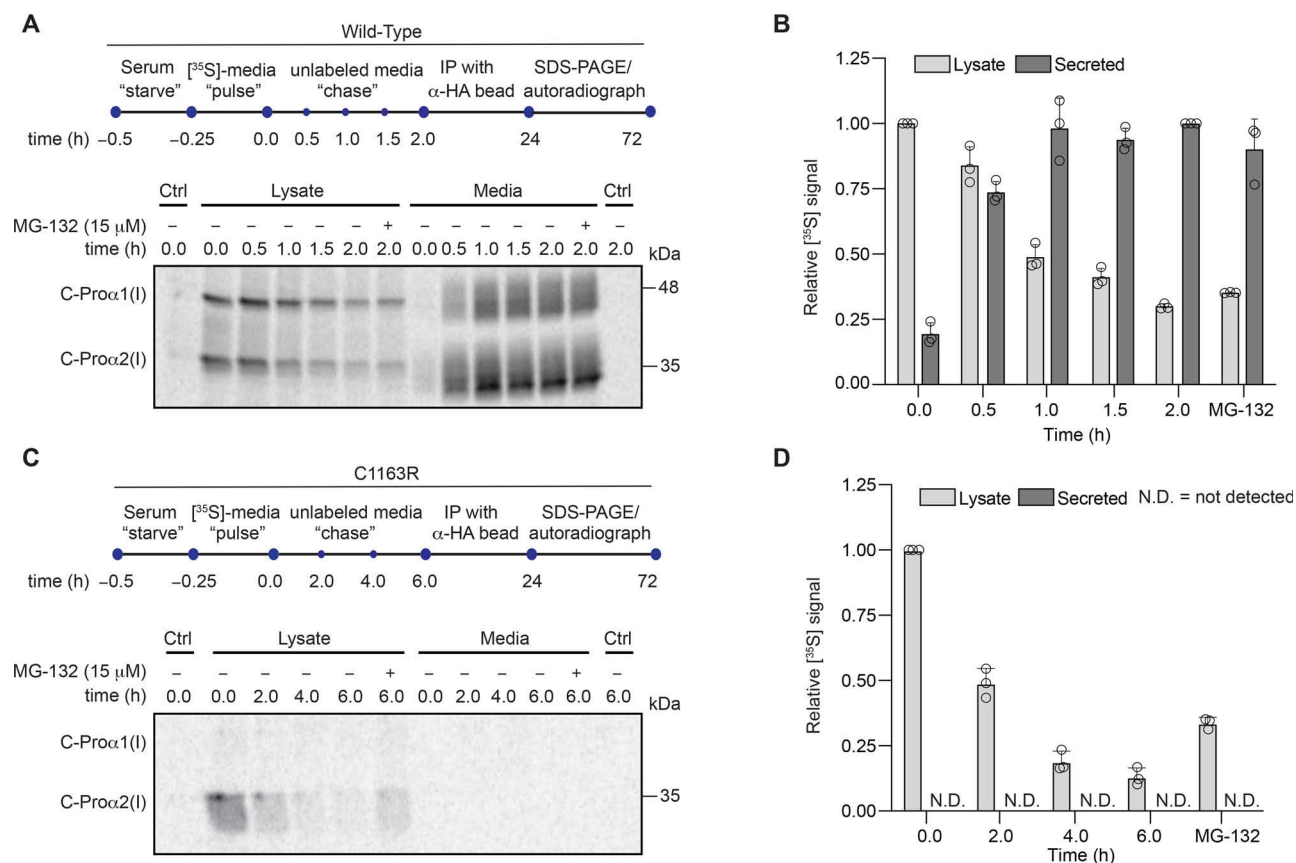 A
Wild-Type
Serum [³⁵S]-media unlabeled media IP with SDS-PAGE/
“starve” “pulse” “chase” α-HA bead autoradiograph
time (h) –0.5 –0.25 0.0 0.5 1.0 1.5 2.0 24 72
Ctrl Lysate Media Ctrl
MG-132 (15 μM) – – – – – – + – – – – – + –
time (h) 0.0 0.0 0.5 1.0 1.5 2.0 2.0 0.0 0.5 1.0 1.5 2.0 2.0 2.0 kDa
C-Proα1(I) –48
C-Proα2(I) –35
B
Lysate Secreted
Relative [³⁵S] signal
1.25
1.00
0.75
0.50
0.25
0.00
0.0 0.5 1.0 1.5 2.0 MG-132
Time (h)
C
C1163R
Serum [³⁵S]-media unlabeled media IP with SDS-PAGE/
“starve” “pulse” “chase” α-HA bead autoradiograph
time (h) –0.5 –0.25 0.0 2.0 4.0 6.0 24 72
Ctrl Lysate Media Ctrl
MG-132 (15 μM) – – – – – + – – – – + –
time (h) 0.0 0.0 2.0 4.0 6.0 6.0 0.0 2.0 4.0 6.0 6.0 6.0 kDa
C-Proα1(I)
C-Proα2(I) –35
D
Lysate Secreted N.D. = not detected
Relative [³⁵S] signal
1.25
1.00
0.75
0.50
0.25
0.00
N.D. N.D. N.D. N.D. N.D.
0.0 2.0 4.0 6.0 MG-132
Time (h)